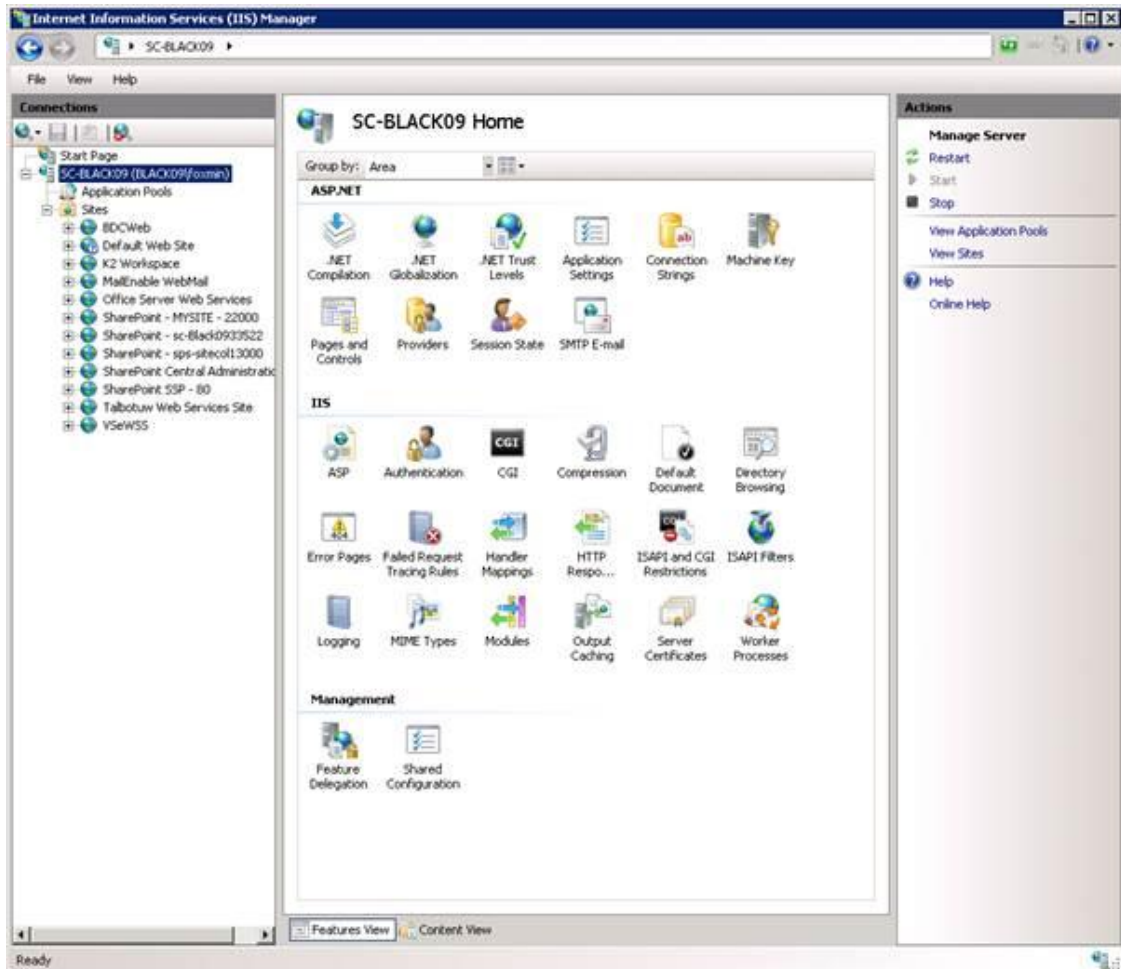 Internet Information Services (IIS) Manager
SC-BLACK09
File View Help
Connections
Start Page
SC-BLACK09 (BLACK09\foxmin)
Application Pools
Sites
BDCWeb
Default Web Site
K2 Workspace
MailEnable WebMail
Office Server Web Services
SharePoint - MYSITE - 22000
SharePoint - sc-Black0933522
SharePoint - sps-sitecol13000
SharePoint Central Administratic
SharePoint SSP - 80
Talbotuw Web Services Site
VSeWSS
SC-BLACK09 Home
Group by: Area
ASP.NET
.NET Compilation
.NET Globalization
.NET Trust Levels
Application Settings
Connection Strings
Machine Key
Pages and Controls
Providers
Session State
SMTP E-mail
IIS
ASP
Authentication
CGI
Compression
Default Document
Directory Browsing
Error Pages
Failed Request Tracing Rules
Handler Mappings
HTTP Respo...
ISAPI and CGI Restrictions
ISAPI Filters
Logging
MIME Types
Modules
Output Caching
Server Certificates
Worker Processes
Management
Feature Delegation
Shared Configuration
Features View
Content View
Actions
Manage Server
Restart
Start
Stop
View Application Pools
View Sites
Help
Online Help
Ready